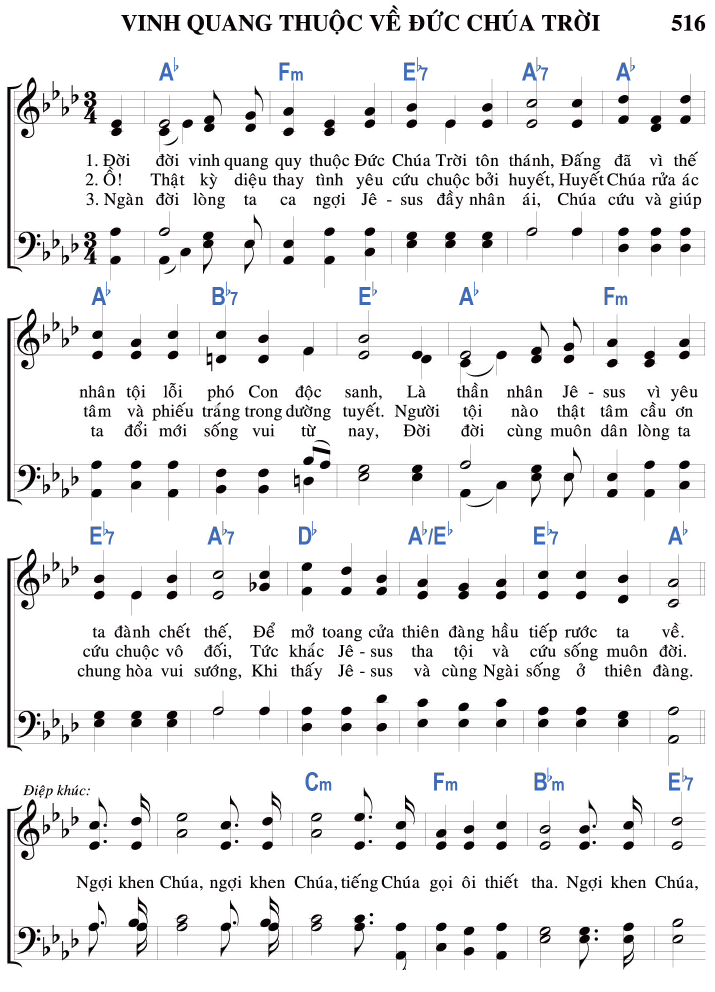 VINH QUANG THUỘC VỀ ĐỨC CHÚA TRỜI 516
A♭ Fm E♭7 A♭7 A♭
1. Đời đời vinh quang quy thuộc Đức Chúa Trời tôn thánh, Đấng đã vì thế
2. Ồ! Thật kỳ diệu thay tình yêu cứu chuộc bởi huyết, Huyết Chúa rửa ác
3. Ngàn đời lòng ta ca ngợi Jê - sus đầy nhân ái, Chúa cứu và giúp
A♭ B♭7 E♭ A♭ Fm
nhân tội lỗi phó Con độc sanh, Là thần nhân Jê - sus vì yêu
tâm và phiếu tráng trong dường tuyết. Người tội nào thật tâm cầu ơn
ta đổi mới sống vui từ nay, Đời đời cùng muôn dân lòng ta
E♭7 A♭7 D♭ A♭/E♭ E♭7 A♭
ta đành chết thế, Để mở toang cửa thiên đàng hầu tiếp rước ta về.
cứu chuộc vô đối, Tức khắc Jê - sus tha tội và cứu sống muôn đời.
chung hòa vui sướng, Khi thấy Jê - sus và cùng Ngài sống ở thiên đàng.
Điệp khúc: Cm Fm B♭m E♭7
Ngợi khen Chúa, ngợi khen Chúa, tiếng Chúa gọi ôi thiết tha. Ngợi khen Chúa,